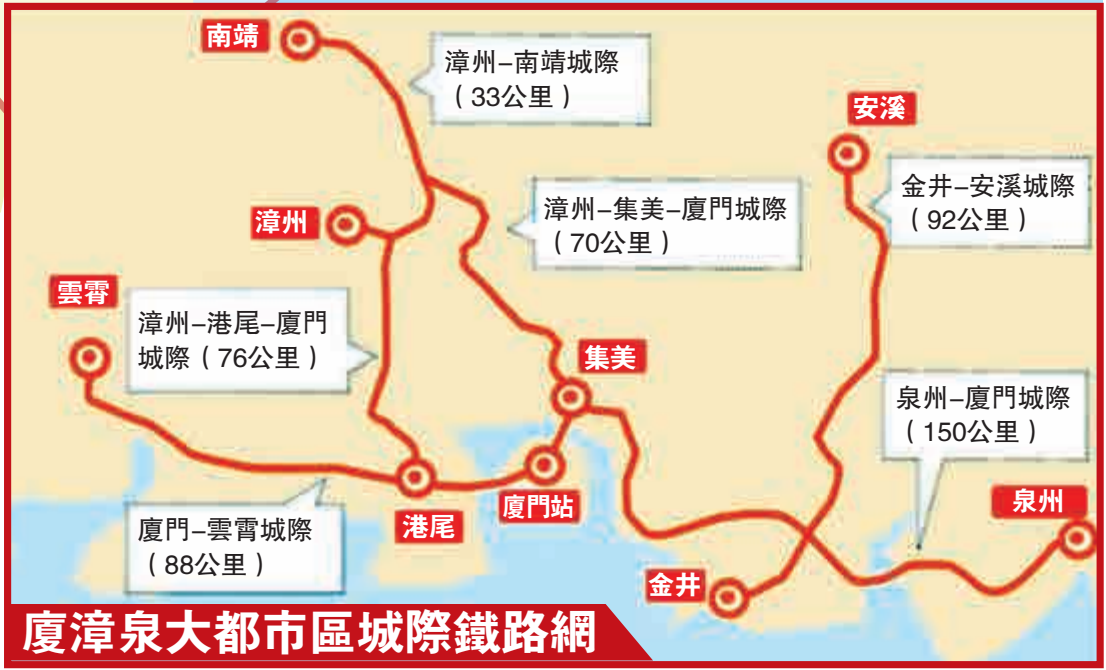 南靖
漳州–南靖城際
（33公里）
安溪
金井–安溪城際
（92公里）
漳州–集美–廈門城際
（70公里）
漳州
雲霄
漳州–港尾–廈門
城際（76公里）
集美
泉州–廈門城際
（150公里）
廈門站
港尾
泉州
廈門–雲霄城際
（88公里）
金井
廈漳泉大都市區城際鐵路網